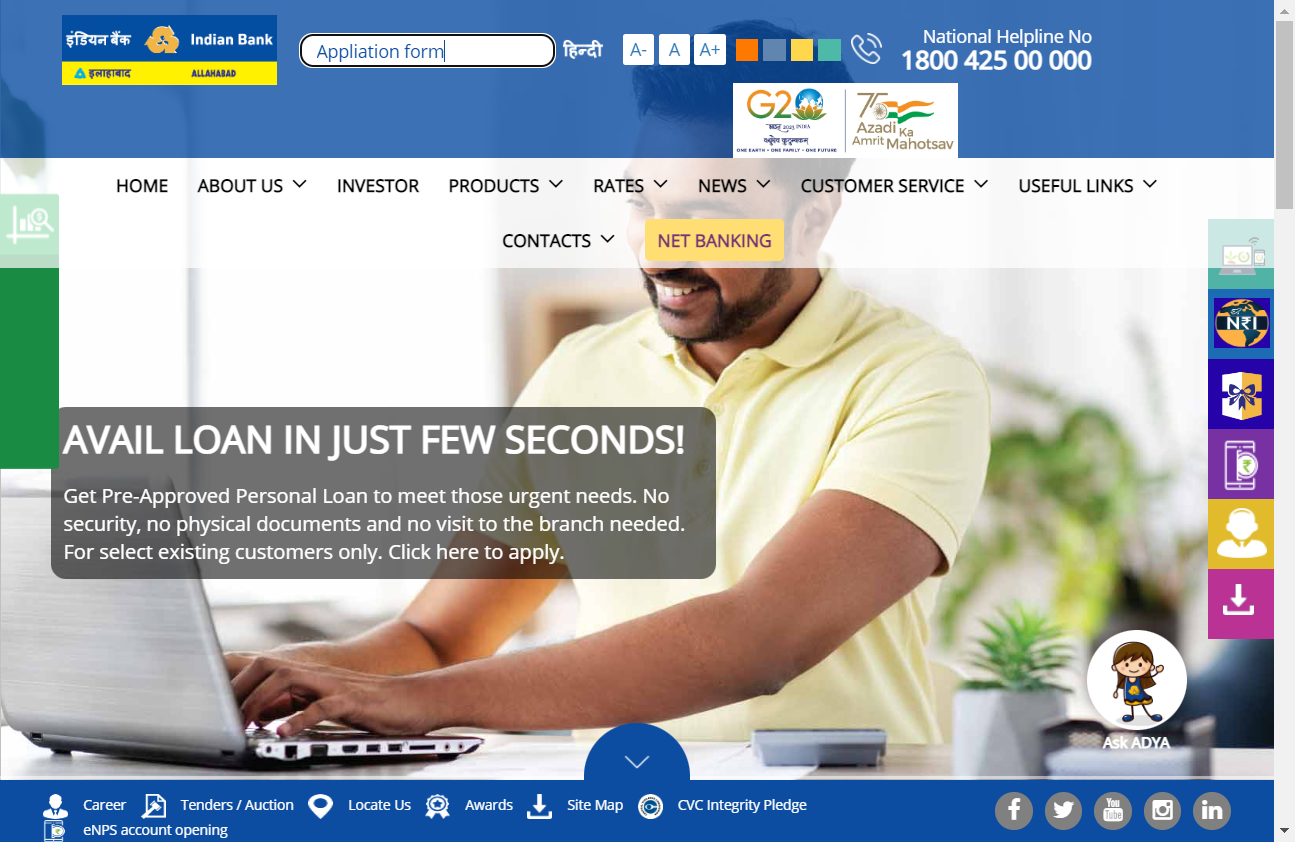 इंडियन बैंक Indian Bank
इलाहाबाद ALLAHABAD
Appliation form
हिन्दी
A- A A+
National Helpline No
1800 425 00 000
G20
भारत 2023 INDIA
वसुधैव कुटुम्बकम्
ONE EARTH • ONE FAMILY • ONE FUTURE
75
Azadi Ka
Amrit Mahotsav
HOME ABOUT US INVESTOR PRODUCTS RATES NEWS CUSTOMER SERVICE USEFUL LINKS
CONTACTS NET BANKING
NRI
AVAIL LOAN IN JUST FEW SECONDS!
Get Pre-Approved Personal Loan to meet those urgent needs. No
security, no physical documents and no visit to the branch needed.
For select existing customers only. Click here to apply.
Ask ADYA
Career Tenders / Auction Locate Us Awards Site Map CVC Integrity Pledge
eNPS account opening
You Tube